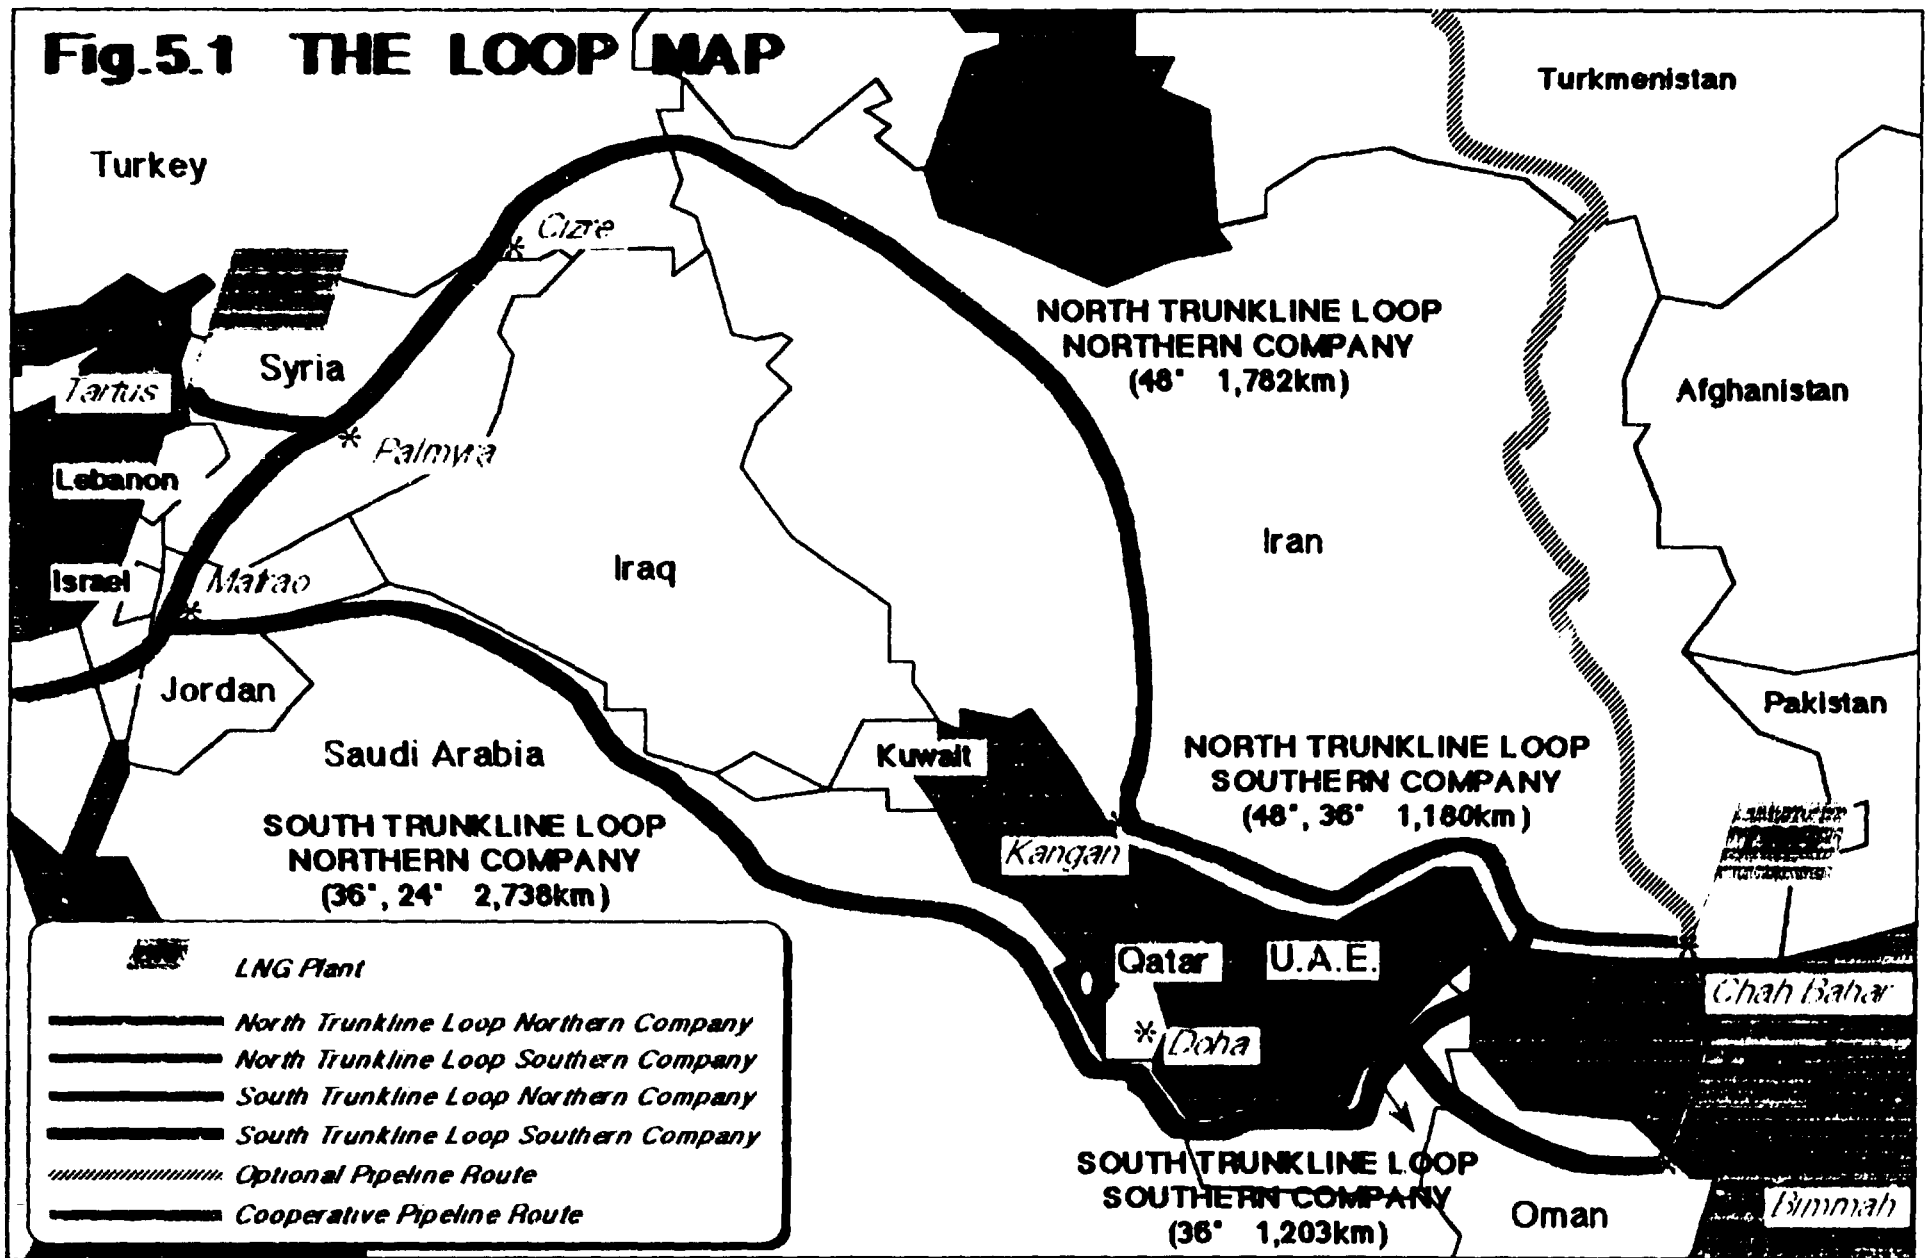 Fig.5.1 THE LOOP MAP
Turkmenistan
Turkey
Cizre
NORTH TRUNKLINE LOOP
NORTHERN COMPANY
(48" 1,782km)
Syria
Tartus
Afghanistan
Palmyra
Lebanon
Iran
Iraq
Israel
Jordan
Pakistan
Saudi Arabia
Kuwait
NORTH TRUNKLINE LOOP
SOUTHERN COMPANY
(48", 36" 1,180km)
SOUTH TRUNKLINE LOOP
NORTHERN COMPANY
(36", 24" 2,738km)
Kangan
Qatar
U.A.E.
Chah Bahar
Doha
LNG Plant
North Trunkline Loop Northern Company
North Trunkline Loop Southern Company
South Trunkline Loop Northern Company
South Trunkline Loop Southern Company
Optional Pipeline Route
Cooperative Pipeline Route
SOUTH TRUNKLINE LOOP
SOUTHERN COMPANY
(36" 1,203km)
Oman
Bimmah